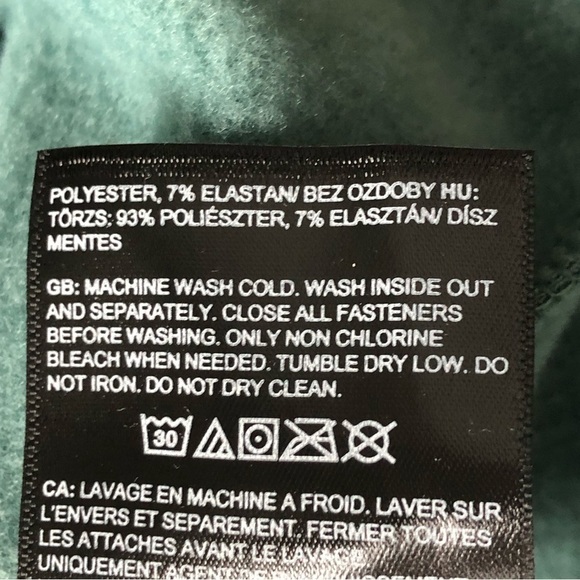 POLYESTER, 7% ELASTAN/ BEZ OZDOBY HU:
TÖRZS: 93% POLIÉSZTER, 7% ELASZTÁN/ DÍSZ
MENTES
GB: MACHINE WASH COLD. WASH INSIDE OUT
AND SEPARATELY. CLOSE ALL FASTENERS
BEFORE WASHING. ONLY NON CHLORINE
BLEACH WHEN NEEDED. TUMBLE DRY LOW. DO
NOT IRON. DO NOT DRY CLEAN.
30
CA: LAVAGE EN MACHINE A FROID. LAVER SUR
L'ENVERS ET SEPAREMENT. FERMER TOUTES
LES ATTACHES AVANT LE
UNIQUEMENT AGENT